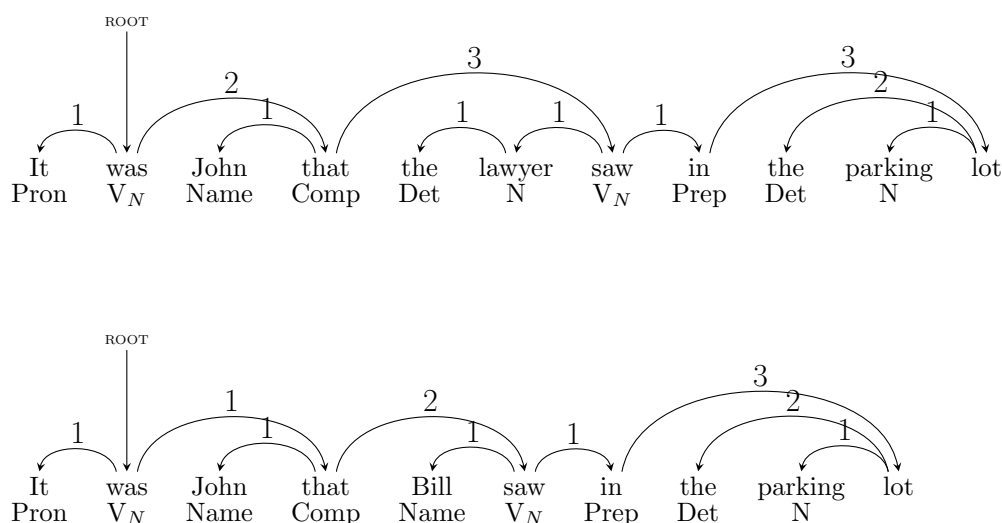 ROOT
3 3
2 2
1 1 1 1 1 1
It was John that the lawyer saw in the parking lot
Pron V_N Name Comp Det N V_N Prep Det N
ROOT
3
1 2 2
1 1 1 1 1
It was John that Bill saw in the parking lot
Pron V_N Name Comp Name V_N Prep Det N